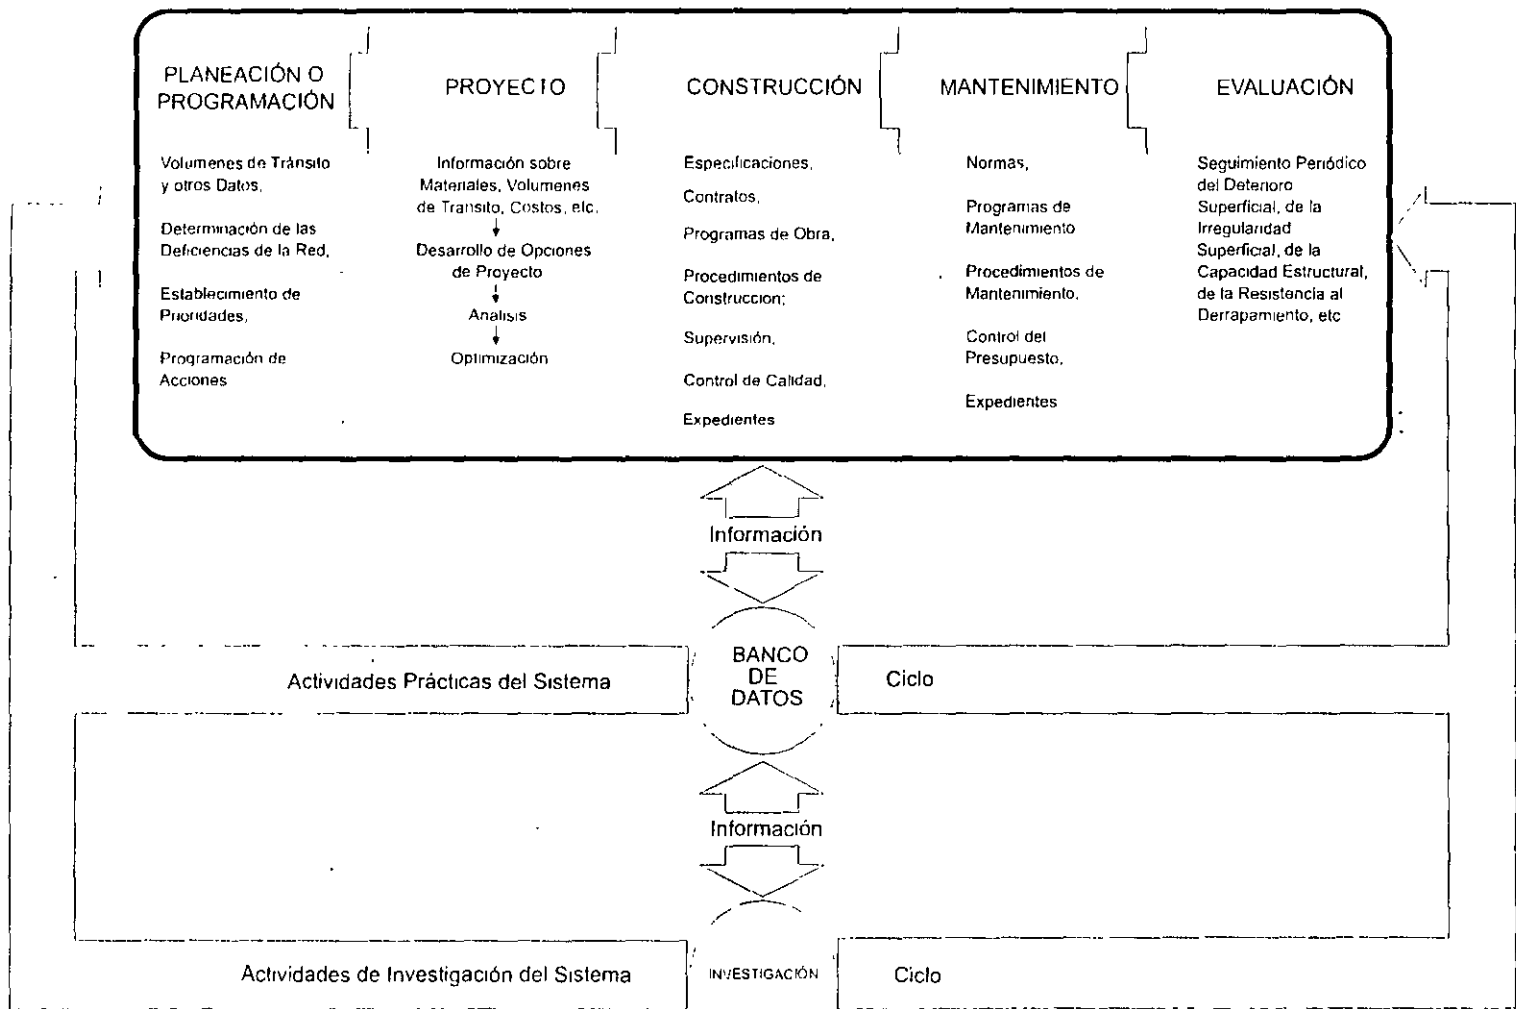 PLANEACIÓN O
PROGRAMACIÓN
Volumenes de Tránsito
y otros Datos,
Determinación de las
Deficiencias de la Red,
Establecimiento de
Prioridades,
Programación de
Acciones
PROYECTO
Información sobre
Materiales, Volumenes
de Transito, Costos, etc.
Desarrollo de Opciones
de Proyecto
Analisis
Optimización
CONSTRUCCIÓN
Especificaciones,
Contratos,
Programas de Obra,
Procedimientos de
Construccion;
Supervisión,
Control de Calidad,
Expedientes
MANTENIMIENTO
Normas,
Programas de
Mantenimiento
Procedimientos de
Mantenimiento,
Control del
Presupuesto,
Expedientes
EVALUACIÓN
Seguimiento Periódico
del Deterioro
Superficial, de la
Irregularidad
Superficial, de la
Capacidad Estructural,
de la Resistencia al
Derrapamiento, etc
Información
BANCO
DE
DATOS
Actividades Prácticas del Sistema
Ciclo
Información
Actividades de Investigación del Sistema
INVESTIGACIÓN
Ciclo